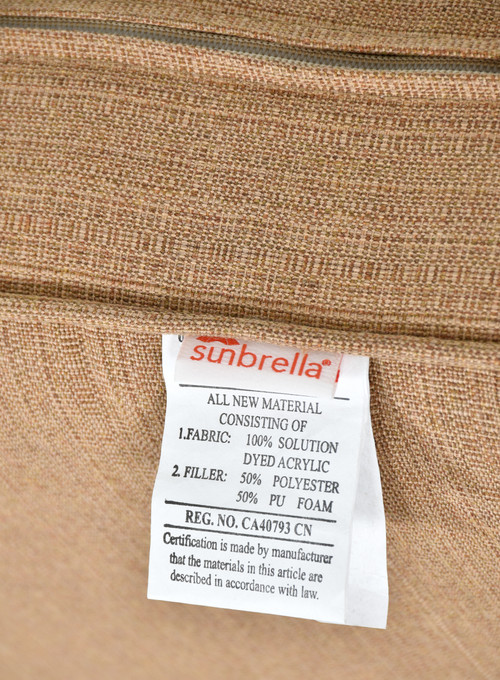 sunbrella®
ALL NEW MATERIAL
CONSISTING OF
1.FABRIC: 100% SOLUTION
DYED ACRYLIC
2. FILLER: 50% POLYESTER
50% PU FOAM
REG. NO. CA40793 CN
Certification is made by manufacturer
that the materials in this article are
described in accordance with law.